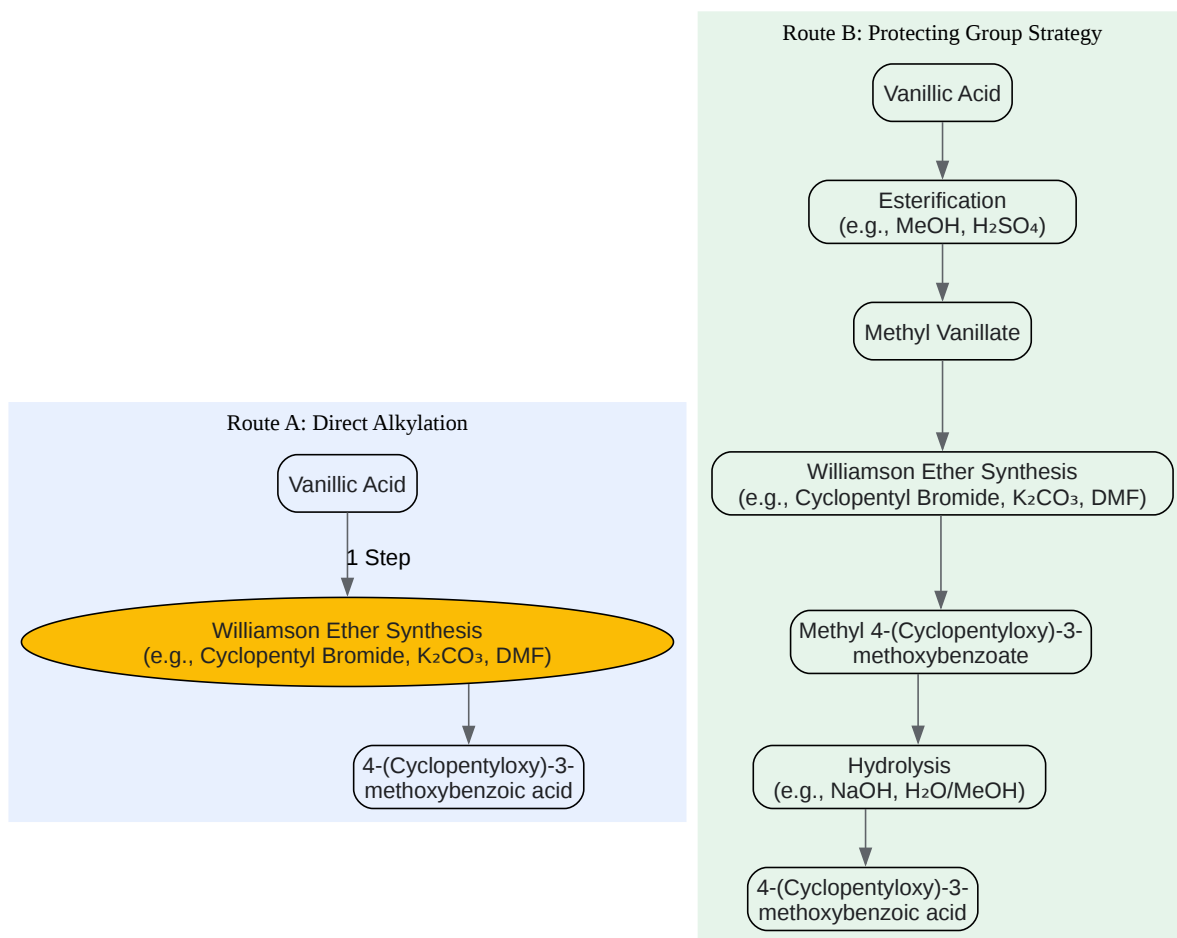 Route A: Direct Alkylation
Vanillic Acid
1 Step
Williamson Ether Synthesis
(e.g., Cyclopentyl Bromide, K₂CO₃, DMF)
4-(Cyclopentyloxy)-3-
methoxybenzoic acid
Route B: Protecting Group Strategy
Vanillic Acid
Esterification
(e.g., MeOH, H₂SO₄)
Methyl Vanillate
Williamson Ether Synthesis
(e.g., Cyclopentyl Bromide, K₂CO₃, DMF)
Methyl 4-(Cyclopentyloxy)-3-
methoxybenzoate
Hydrolysis
(e.g., NaOH, H₂O/MeOH)
4-(Cyclopentyloxy)-3-
methoxybenzoic acid